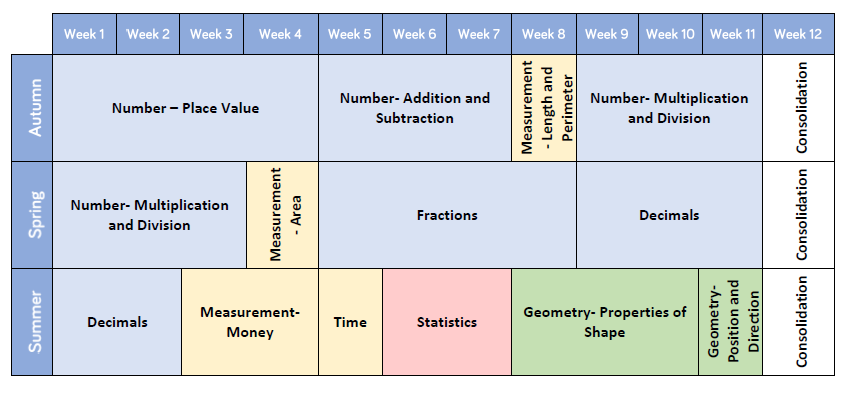 Week 1 Week 2 Week 3 Week 4 Week 5 Week 6 Week 7 Week 8 Week 9 Week 10 Week 11 Week 12
Autumn
Number – Place Value
Number- Addition and
Subtraction
Measurement
- Length and
Perimeter
Number- Multiplication
and Division
Consolidation
Spring
Number- Multiplication
and Division
Measurement
- Area
Fractions
Decimals
Consolidation
Summer
Decimals
Measurement-
Money
Time
Statistics
Geometry- Properties of
Shape
Geometry-
Position and
Direction
Consolidation